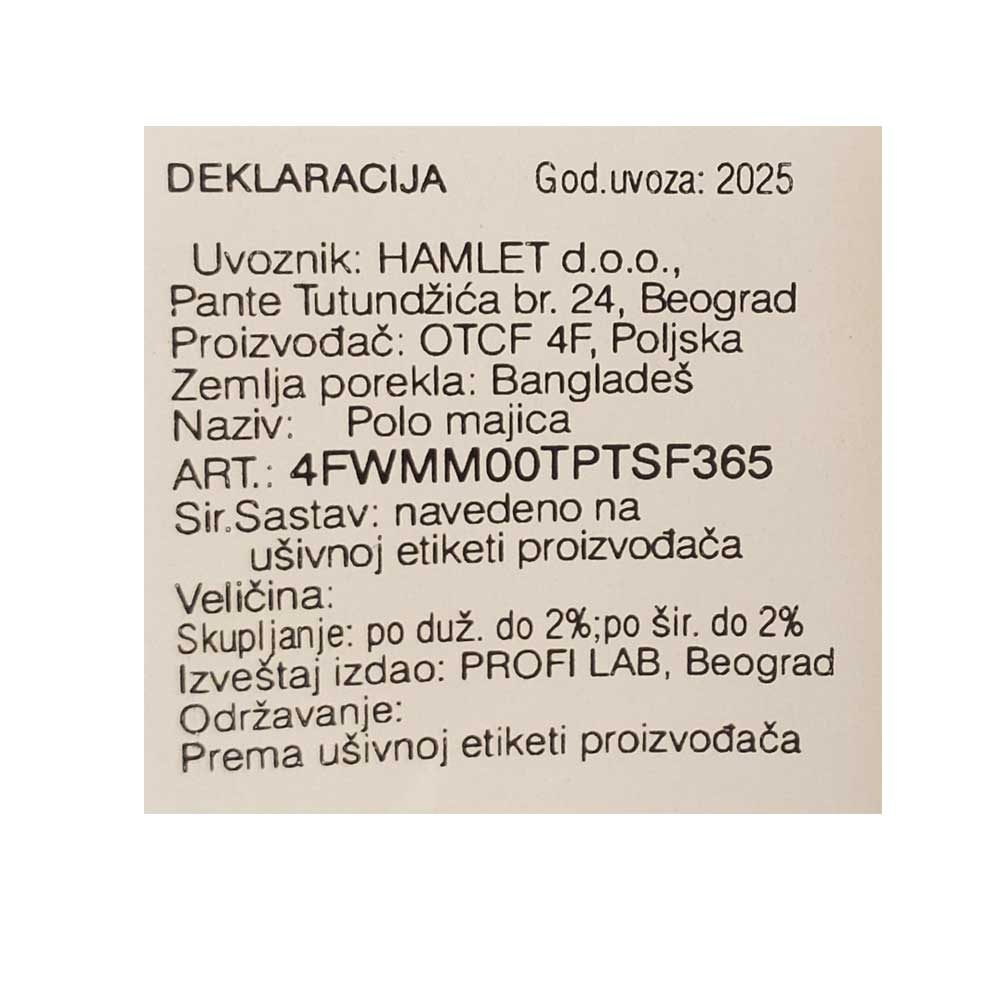 DEKLARACIJA God.uvoza: 2025
Uvoznik: HAMLET d.o.o.,
Pante Tutundžića br. 24, Beograd
Proizvođač: OTCF 4F, Poljska
Zemlja porekla: Bangladeš
Naziv: Polo majica
ART.: 4FWMM00TPTSF365
Sir.Sastav: navedeno na
ušivnoj etiketi proizvođača
Veličina:
Skupljanje: po duž. do 2%;po šir. do 2%
Izveštaj izdao: PROFI LAB, Beograd
Održavanje:
Prema ušivnoj etiketi proizvođača